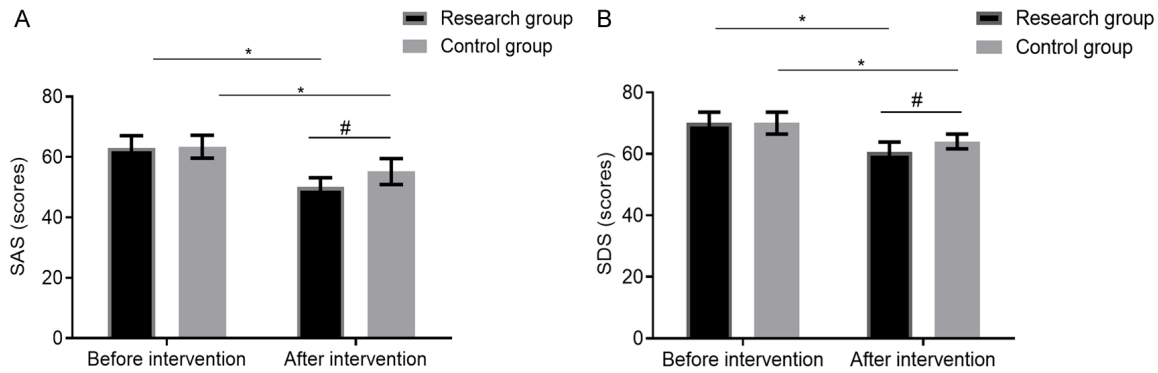 A
Research group
Control group
*
*
#
80
60
40
20
0
SAS (scores)
Before intervention
After intervention
B
Research group
Control group
*
*
#
80
60
40
20
0
SDS (scores)
Before intervention
After intervention